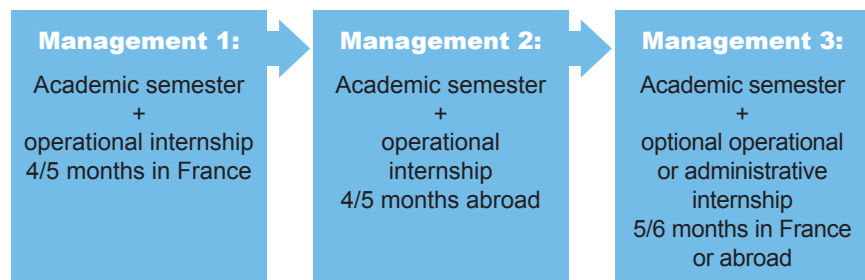 Management 1:
Academic semester
+
operational internship
4/5 months in France
Management 2:
Academic semester
+
operational
internship
4/5 months abroad
Management 3:
Academic semester
+
optional operational
or administrative
internship
5/6 months in France
or abroad